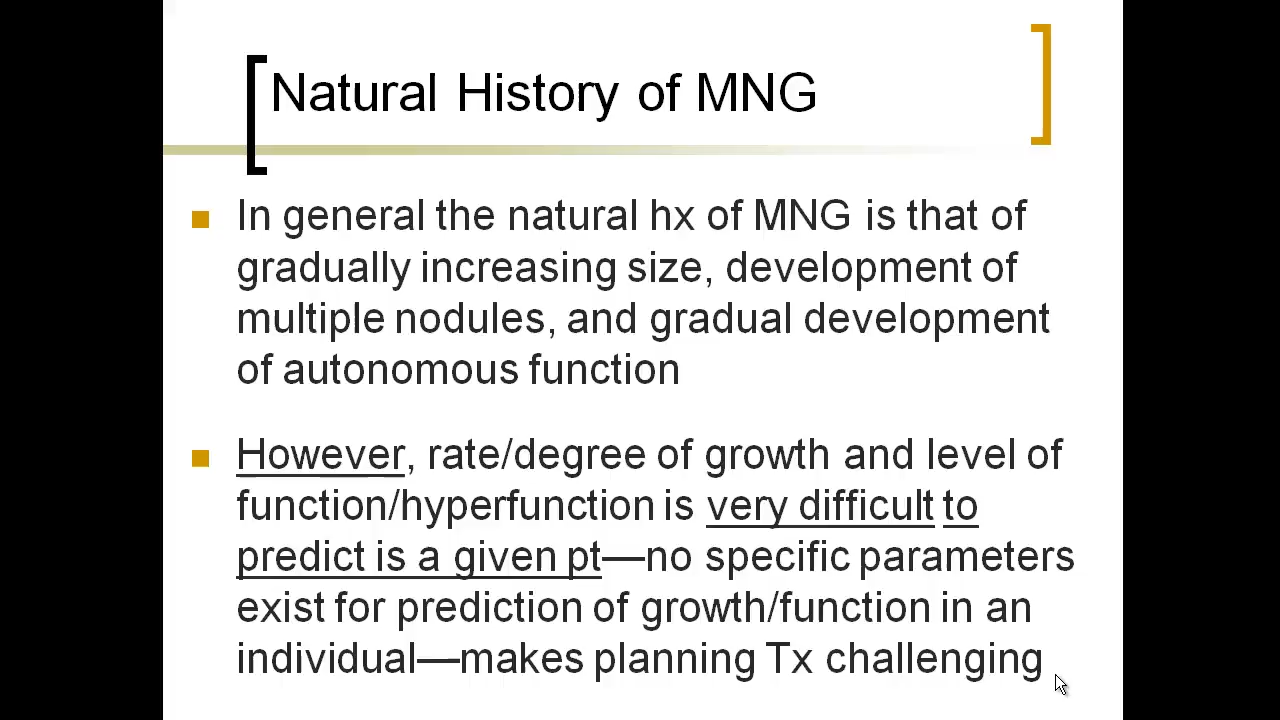 Natural History of MNG
In general the natural hx of MNG is that of
gradually increasing size, development of
multiple nodules, and gradual development
of autonomous function
However, rate/degree of growth and level of
function/hyperfunction is very difficult to
predict is a given pt—no specific parameters
exist for prediction of growth/function in an
individual—makes planning Tx challenging